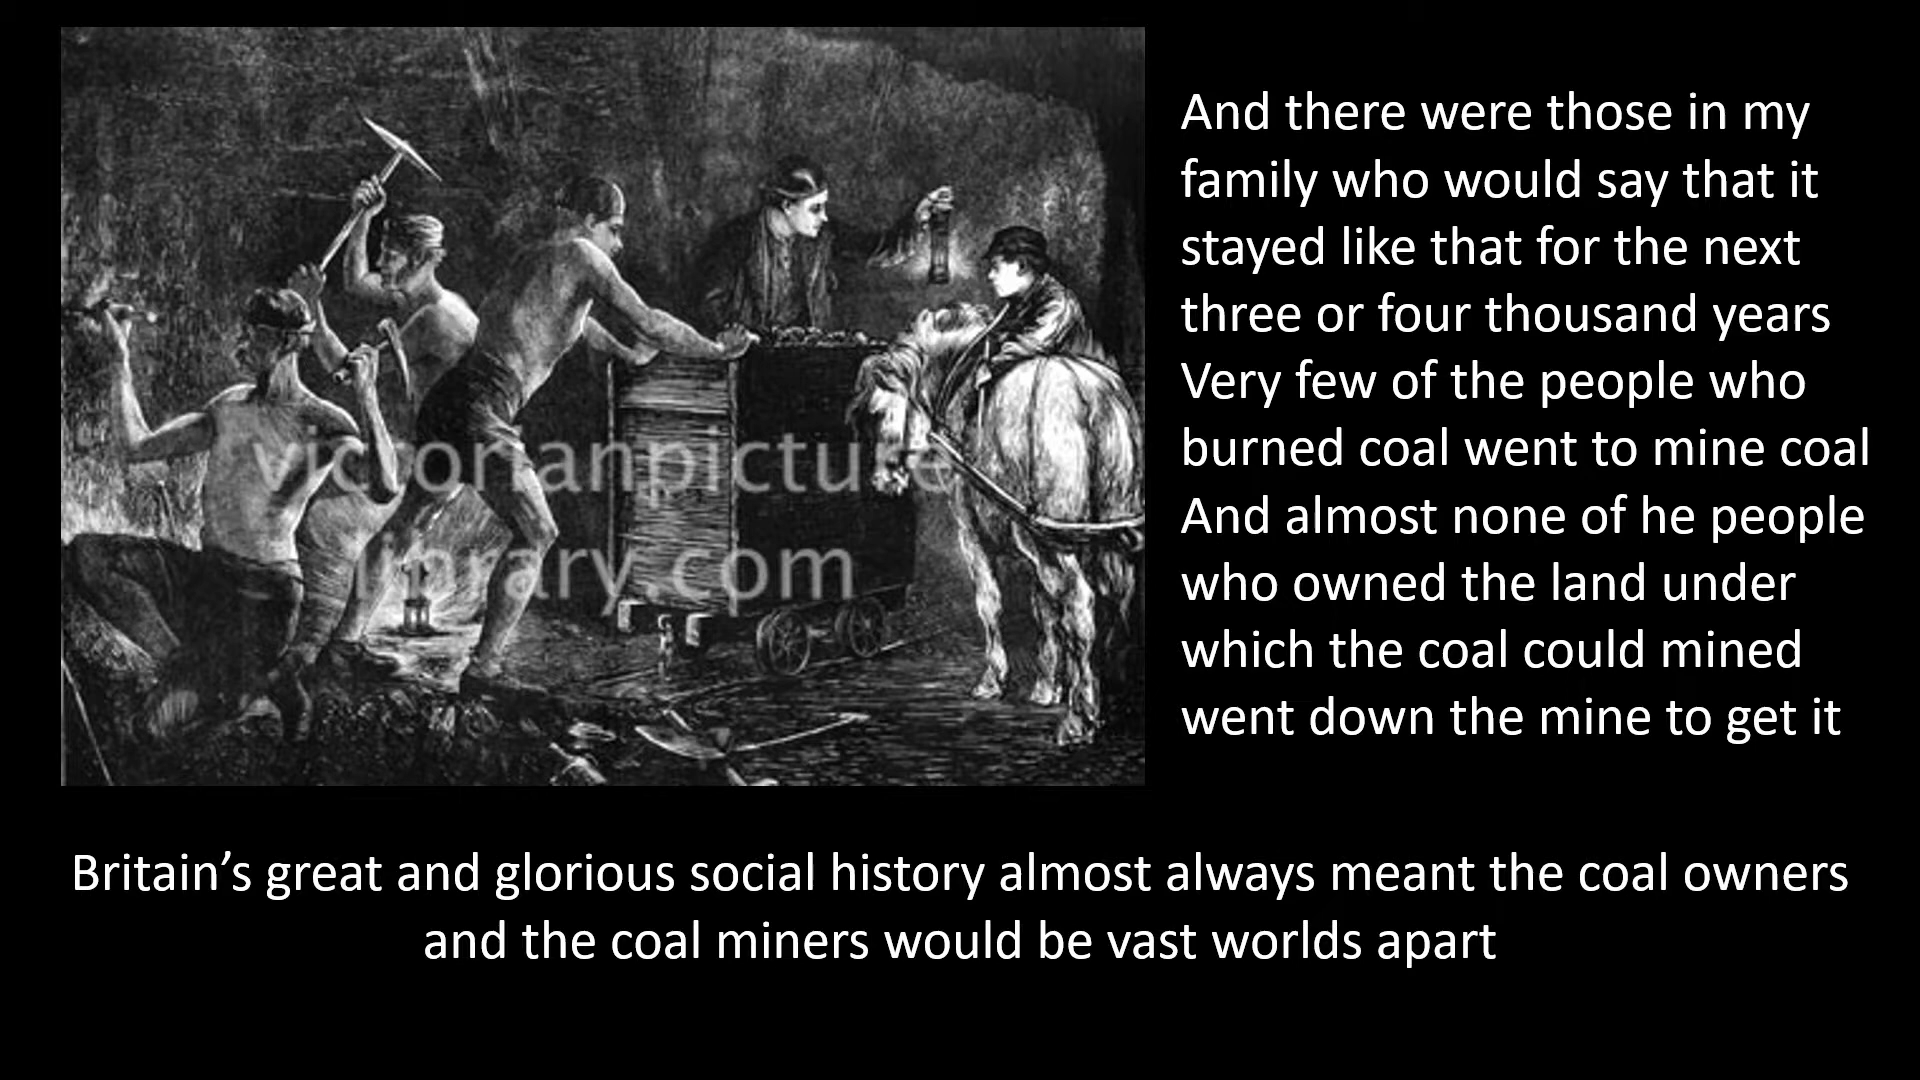 And there were those in my
family who would say that it
stayed like that for the next
three or four thousand years
Very few of the people who
burned coal went to mine coal
And almost none of he people
who owned the land under
which the coal could mined
went down the mine to get it
victorianpicture
library.com
Britain’s great and glorious social history almost always meant the coal owners
and the coal miners would be vast worlds apart